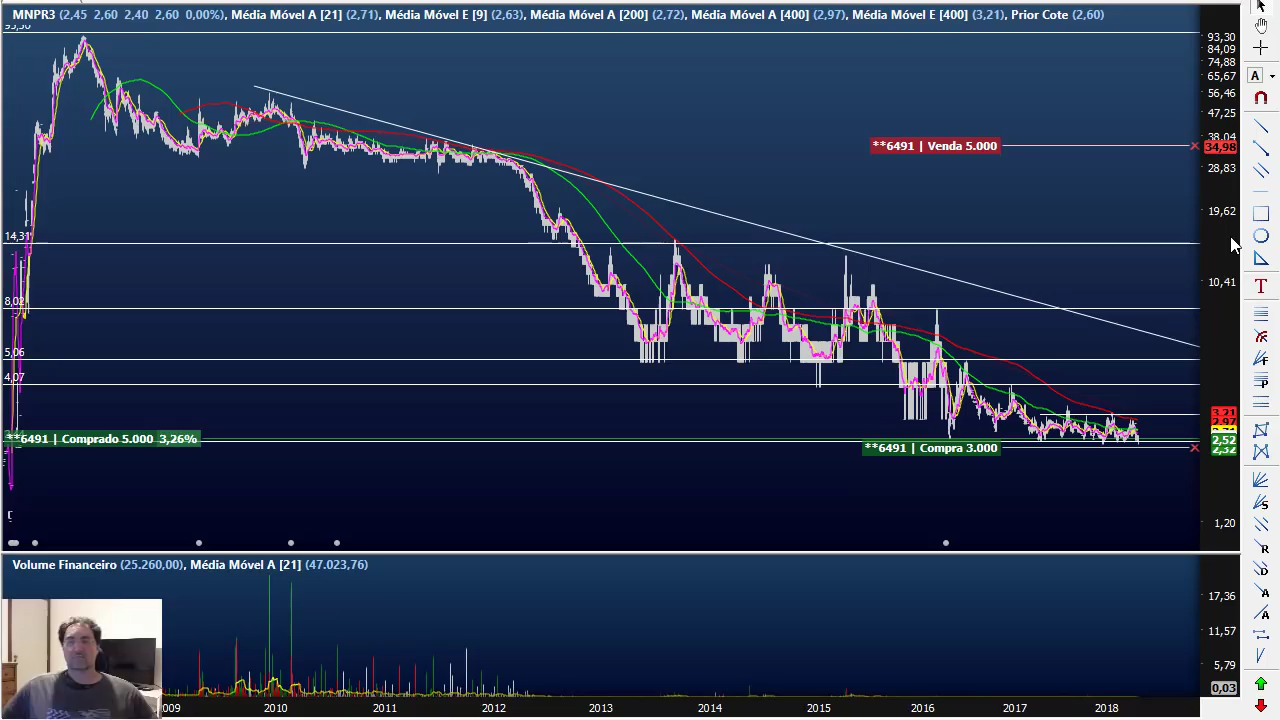 MNPR3 (2,45 2,60 2,40 2,60 0,00%), Média Móvel A [21] (2,71), Média Móvel E [9] (2,63), Média Móvel A [200] (2,72), Média Móvel A [400] (2,97), Média Móvel E [400] (3,21), Prior Cote (2,60)
93,30
84,09
74,88
65,67
56,46
47,25
38,04
**6491 | Venda 5.000
34,98
28,83
19,62
14,31
10,41
8,02
5,06
4,07
3,21
2,97
**6491 | Comprado 5.000 3,26%
2,52
**6491 | Compra 3.000
2,32
1,20
Volume Financeiro (25.260,00), Média Móvel A [21] (47.023,76)
17,36
11,57
5,79
0,03
009 2010 2011 2012 2013 2014 2015 2016 2017 2018
A
T
F
P
S
R
D
A
A